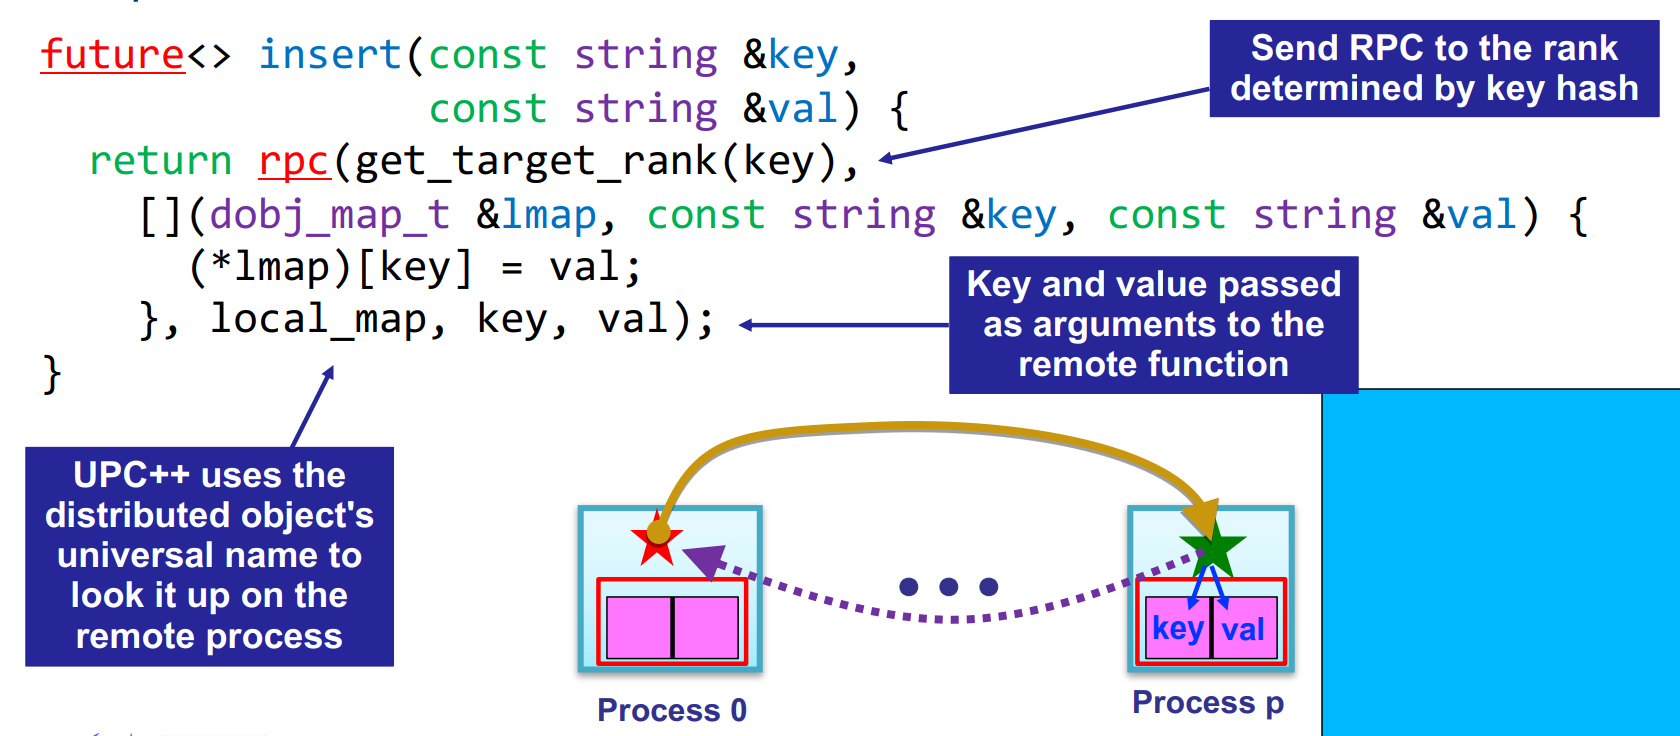 future<> insert(const string &key,
const string &val) {
return rpc(get_target_rank(key),
[](dobj_map_t &lmap, const string &key, const string &val) {
(*lmap)[key] = val;
}, local_map, key, val);
}
Send RPC to the rank
determined by key hash
Key and value passed
as arguments to the
remote function
UPC++ uses the
distributed object's
universal name to
look it up on the
remote process
key val
Process 0
Process p